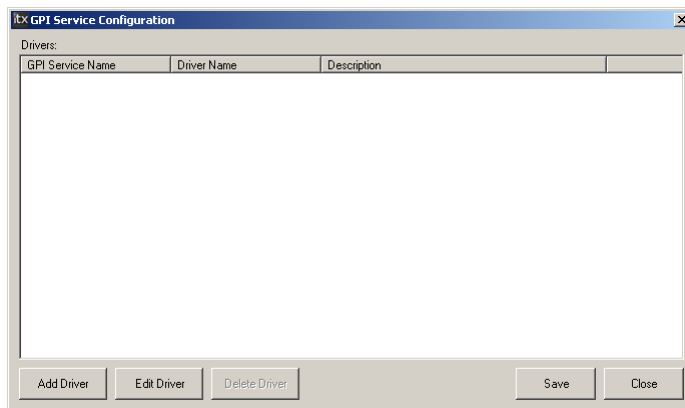 itx GPI Service Configuration
Drivers:
GPI Service Name Driver Name Description
Add Driver Edit Driver Delete Driver Save Close